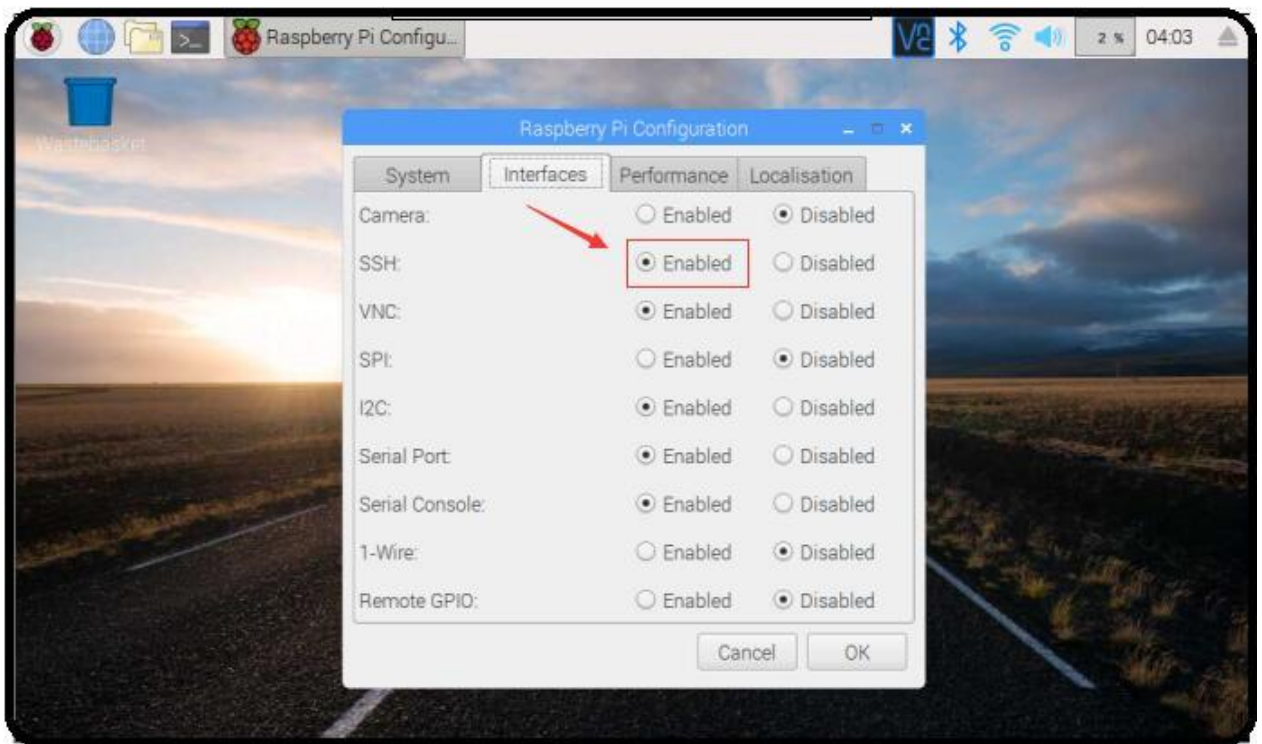 Raspberry Pi Configu...
V2
2 %
04:03
Wastebasket
Raspberry Pi Configuration
System Interfaces Performance Localisation
Camera: Enabled Disabled
SSH: Enabled Disabled
VNC: Enabled Disabled
SPI: Enabled Disabled
I2C: Enabled Disabled
Serial Port: Enabled Disabled
Serial Console: Enabled Disabled
1-Wire: Enabled Disabled
Remote GPIO: Enabled Disabled
Cancel OK